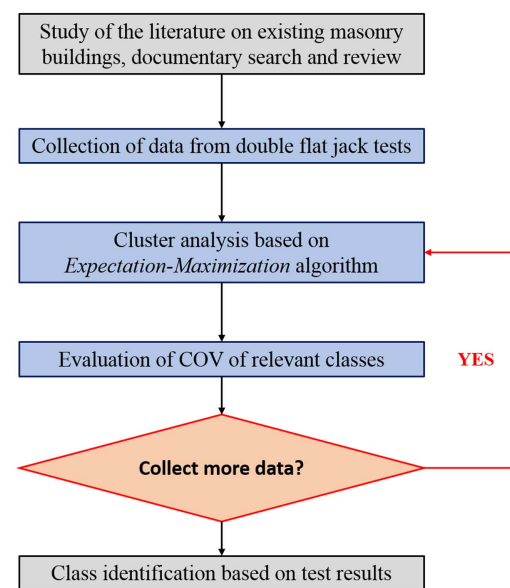 Study of the literature on existing masonry
buildings, documentary search and review
Collection of data from double flat jack tests
Cluster analysis based on
Expectation-Maximization algorithm
Evaluation of COV of relevant classes
YES
Collect more data?
Class identification based on test results